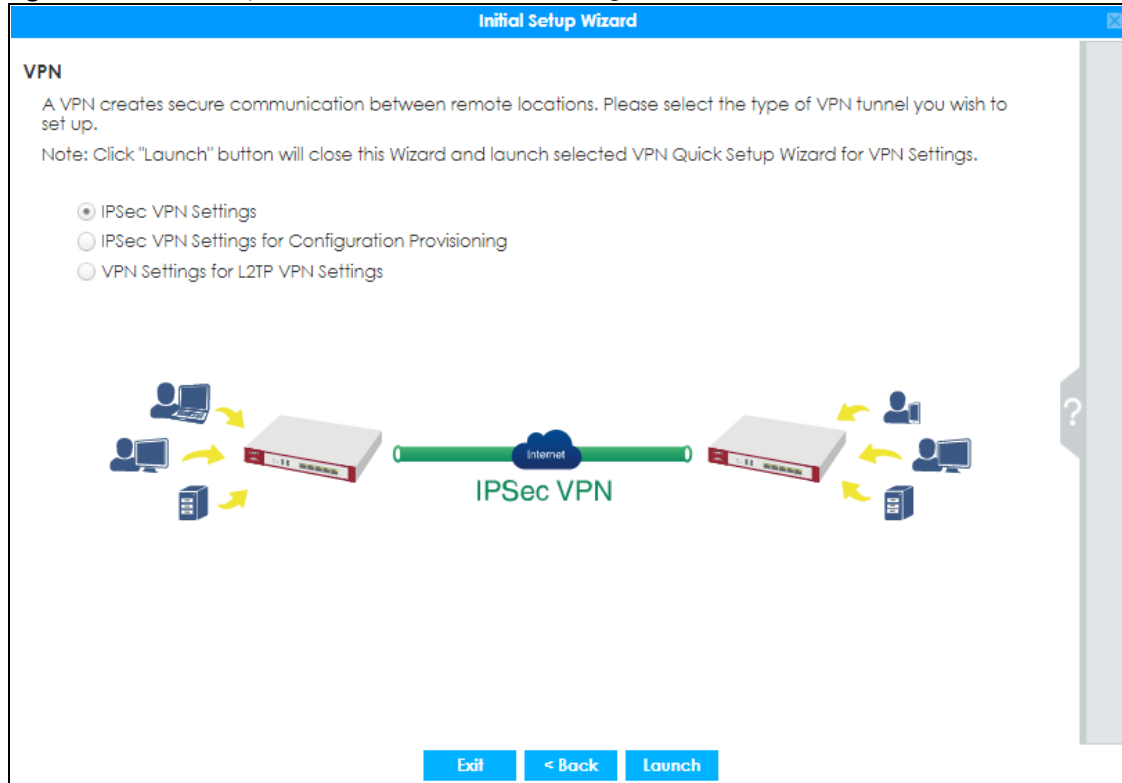 Initial Setup Wizard
VPN
A VPN creates secure communication between remote locations. Please select the type of VPN tunnel you wish to
set up.
Note: Click "Launch" button will close this Wizard and launch selected VPN Quick Setup Wizard for VPN Settings.
IPSec VPN Settings
IPSec VPN Settings for Configuration Provisioning
VPN Settings for L2TP VPN Settings
?
Internet
IPSec VPN
Exit
< Back
Launch